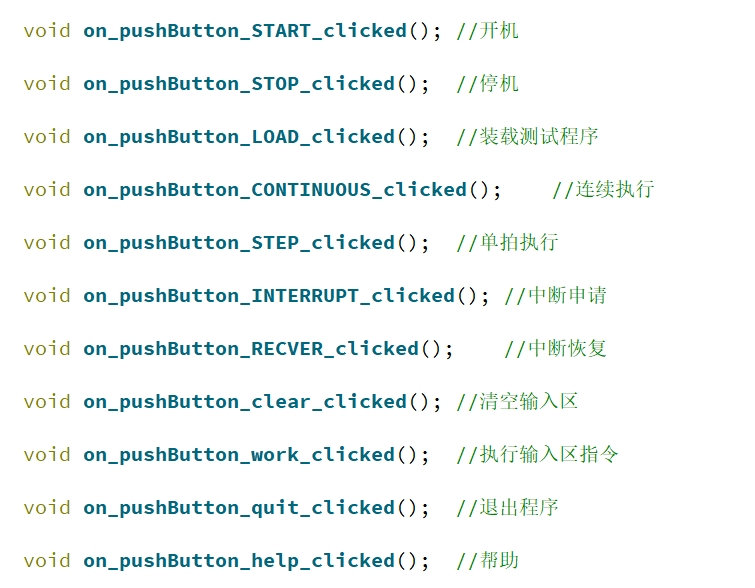 void on_pushButton_START_clicked(); //开机
void on_pushButton_STOP_clicked();  //停机
void on_pushButton_LOAD_clicked();  //装载测试程序
void on_pushButton_CONTINUOUS_clicked();    //连续执行
void on_pushButton_STEP_clicked();  //单拍执行
void on_pushButton_INTERRUPT_clicked(); //中断申请
void on_pushButton_RECVER_clicked();    //中断恢复
void on_pushButton_clear_clicked(); //清空输入区
void on_pushButton_work_clicked();  //执行输入区指令
void on_pushButton_quit_clicked();  //退出程序
void on_pushButton_help_clicked();  //帮助